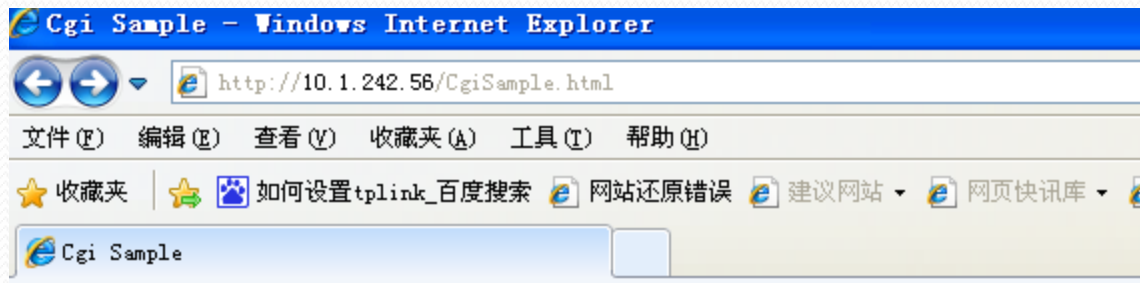 Cgi Sample - Windows Internet Explorer
http://10.1.242.56/CgiSample.html
文件(F) 编辑(E) 查看(V) 收藏夹(A) 工具(T) 帮助(H)
收藏夹 如何设置tplink_百度搜索 网站还原错误 建议网站 网页快讯库
Cgi Sample